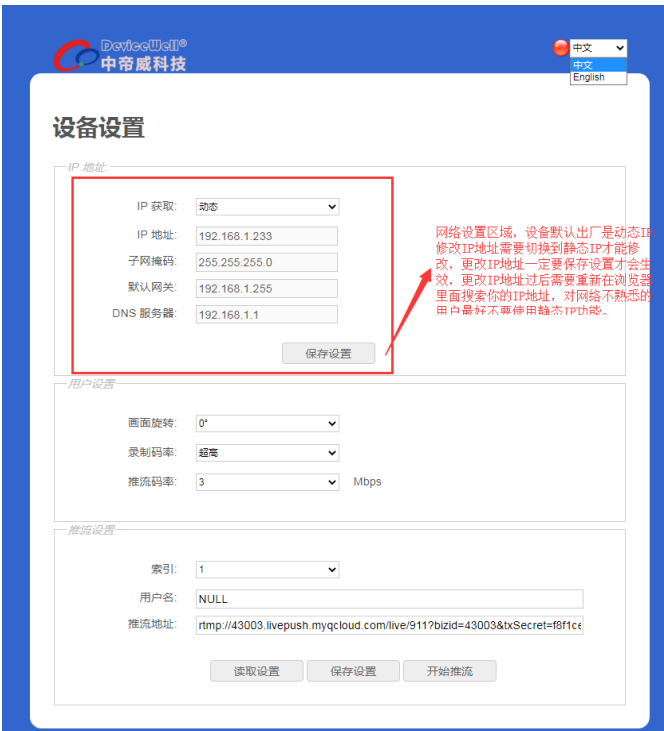 DeviceWell®
中帝威科技
中文
中文
English
设备设置
IP 地址:
IP 获取: 动态
IP 地址: 192.168.1.233
子网掩码: 255.255.255.0
默认网关: 192.168.1.255
DNS 服务器: 192.168.1.1
保存设置
网络设置区域，设备默认出厂是动态IP
修改IP地址需要切换到静态IP才能修
改，更改IP地址一定要保存设置才会生
效，更改IP地址过后需要重新在浏览器
里面搜索你的IP地址，对网络不熟悉的
用户最好不要使用静态IP功能。
用户设置
画面旋转: 0°
录制码率: 超高
推流码率: 3 Mbps
推流设置
索引: 1
用户名: NULL
推流地址: rtmp://43003.livepush.myqcloud.com/live/911?bizid=43003&txSecret=f8f1ce
读取设置 保存设置 开始推流